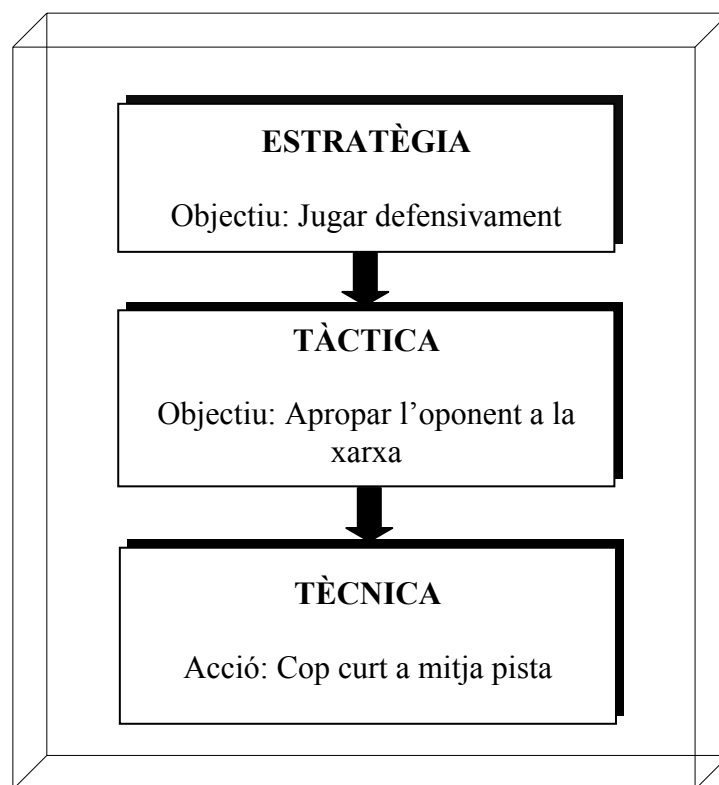 ESTRATÈGIA
Objectiu: Jugar defensivament
TÀCTICA
Objectiu: Apropar l’oponent a la
xarxa
TÈCNICA
Acció: Cop curt a mitja pista